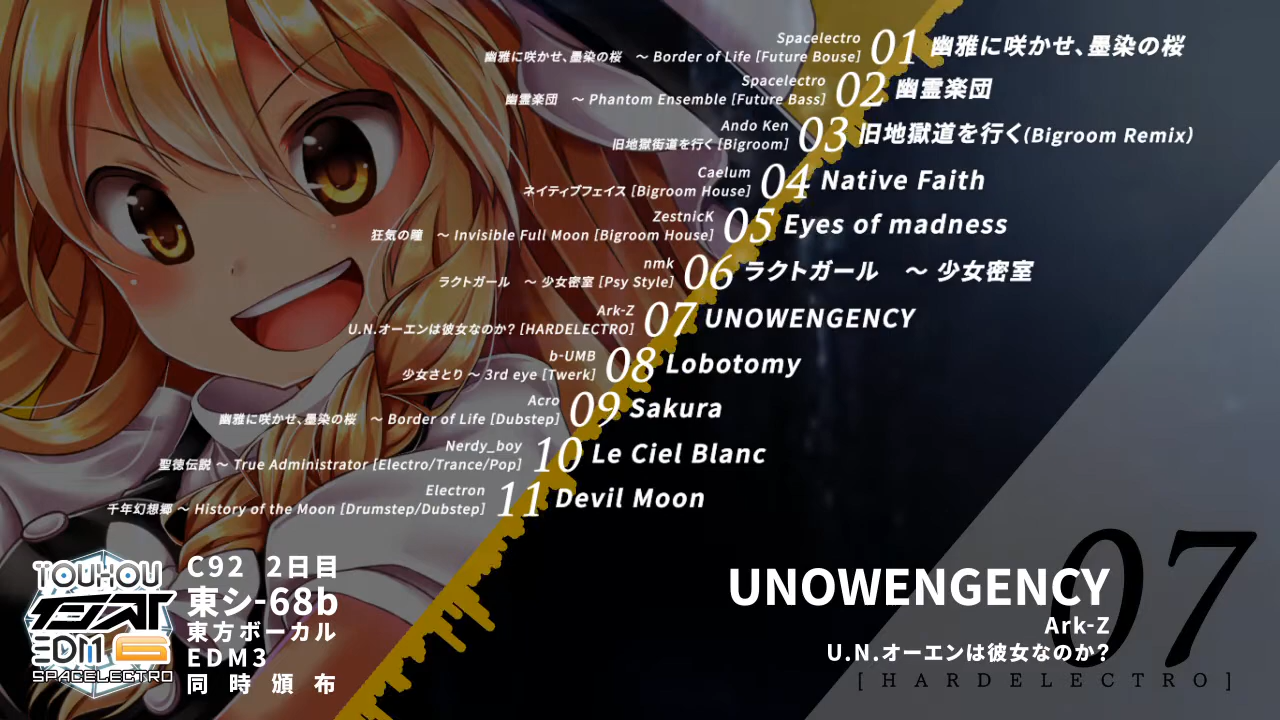 Spacelectro
幽雅に咲かせ、墨染の桜　～ Border of Life [Future Bouse]
01 幽雅に咲かせ、墨染の桜
Spacelectro
幽霊楽団　～ Phantom Ensemble [Future Bass]
02 幽霊楽団
Ando Ken
旧地獄街道を行く [Bigroom]
03 旧地獄道を行く(Bigroom Remix)
Caelum
ネイティブフェイス [Bigroom House]
04 Native Faith
ZestnicK
狂気の瞳　～ Invisible Full Moon [Bigroom House]
05 Eyes of madness
nmk
ラクトガール　～ 少女密室 [Psy Style]
06 ラクトガール　～ 少女密室
Ark-Z
U.N.オーエンは彼女なのか? [HARDELECTRO]
07 UNOWENGENCY
b-UMB
少女さとり ～ 3rd eye [Twerk]
08 Lobotomy
Acro
幽雅に咲かせ、墨染の桜　～ Border of Life [Dubstep]
09 Sakura
Nerdy_boy
聖徳伝説 ～ True Administrator [Electro/Trance/Pop]
10 Le Ciel Blanc
Electron
千年幻想郷 ～ History of the Moon [Drumstep/Dubstep]
11 Devil Moon
TOUHOU
EDM 6
SPACELECTRO
C92 2日目
東シ-68b
東方ボーカル
EDM3
同時頒布
07
UNOWENGENCY
Ark-Z
U.N.オーエンは彼女なのか?
[HARDELECTRO]